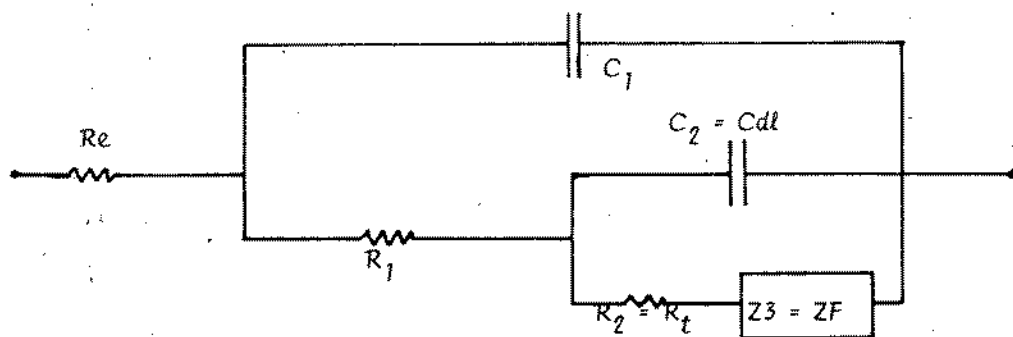 C₁
C₂ = Cdl
Re
R₁
R₂ = Rₜ
Z3 = ZF